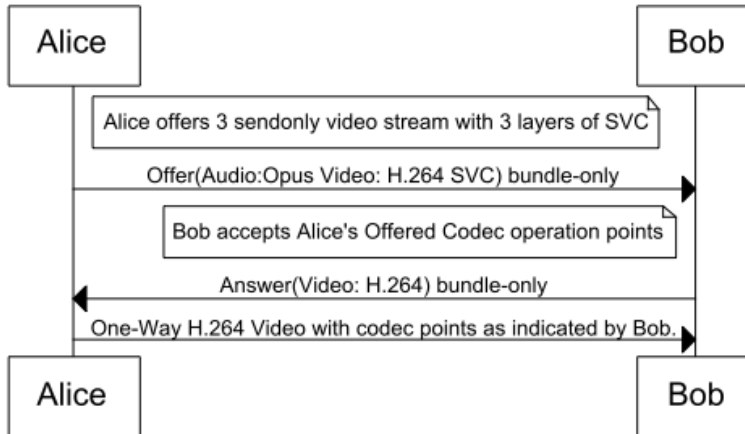 Alice Bob
Alice offers 3 sendonly video stream with 3 layers of SVC
Offer(Audio:Opus Video: H.264 SVC) bundle-only
Bob accepts Alice's Offered Codec operation points
Answer(Video: H.264) bundle-only
One-Way H.264 Video with codec points as indicated by Bob.
Alice Bob